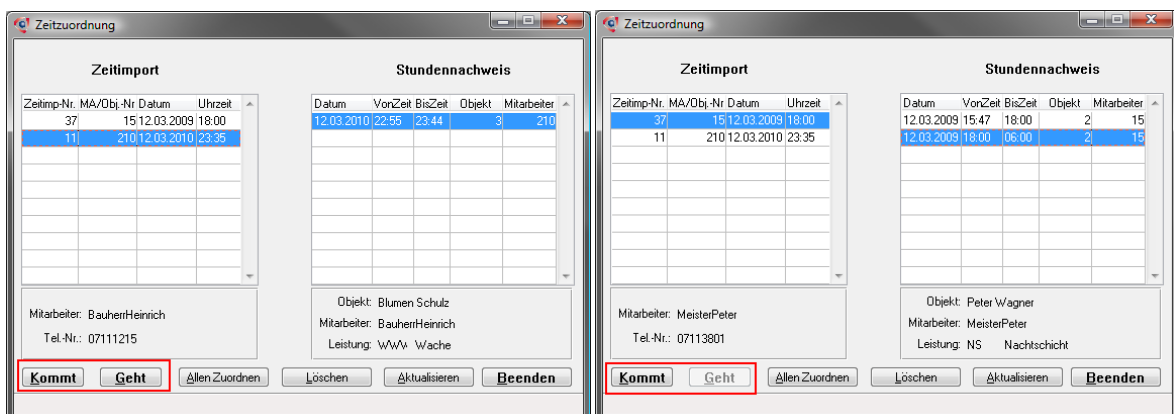 Zeitzuordnung
Zeitimport Stundennachweis
Zeitimp-Nr. MA/Obj.-Nr Datum Uhrzeit Datum VonZeit BisZeit Objekt Mitarbeiter
37 15 12.03.2009 18:00 12.03.2010 22:55 23:44 3 210
11 210 12.03.2010 23:35
Objekt: Blumen Schulz
Mitarbeiter: BauherrHeinrich Mitarbeiter: BauherrHeinrich
Tel.-Nr.: 07111215 Leistung: WWW Wache
Kommt Geht Allen Zuordnen Löschen Aktualisieren Beenden
Zeitzuordnung
Zeitimport Stundennachweis
Zeitimp-Nr. MA/Obj.-Nr Datum Uhrzeit Datum VonZeit BisZeit Objekt Mitarbeiter
37 15 12.03.2009 18:00 12.03.2009 15:47 18:00 2 15
11 210 12.03.2010 23:35 12.03.2009 18:00 06:00 2 15
Objekt: Peter Wagner
Mitarbeiter: MeisterPeter Mitarbeiter: MeisterPeter
Tel.-Nr.: 07113801 Leistung: NS Nachtschicht
Kommt Geht Allen Zuordnen Löschen Aktualisieren Beenden